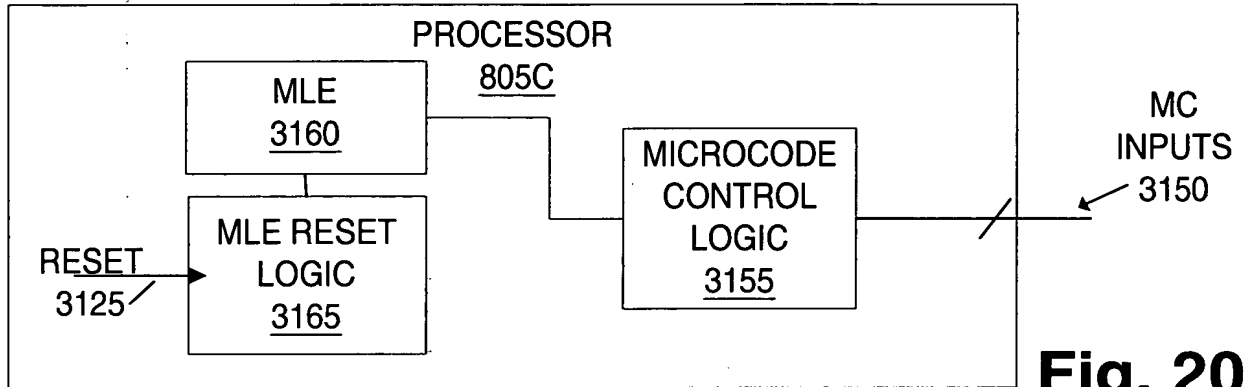 PROCESSOR
805C
MLE
3160
MICROCODE
CONTROL
LOGIC
3155
MC
INPUTS
3150
MLE RESET
LOGIC
3165
RESET
3125
Fig. 20